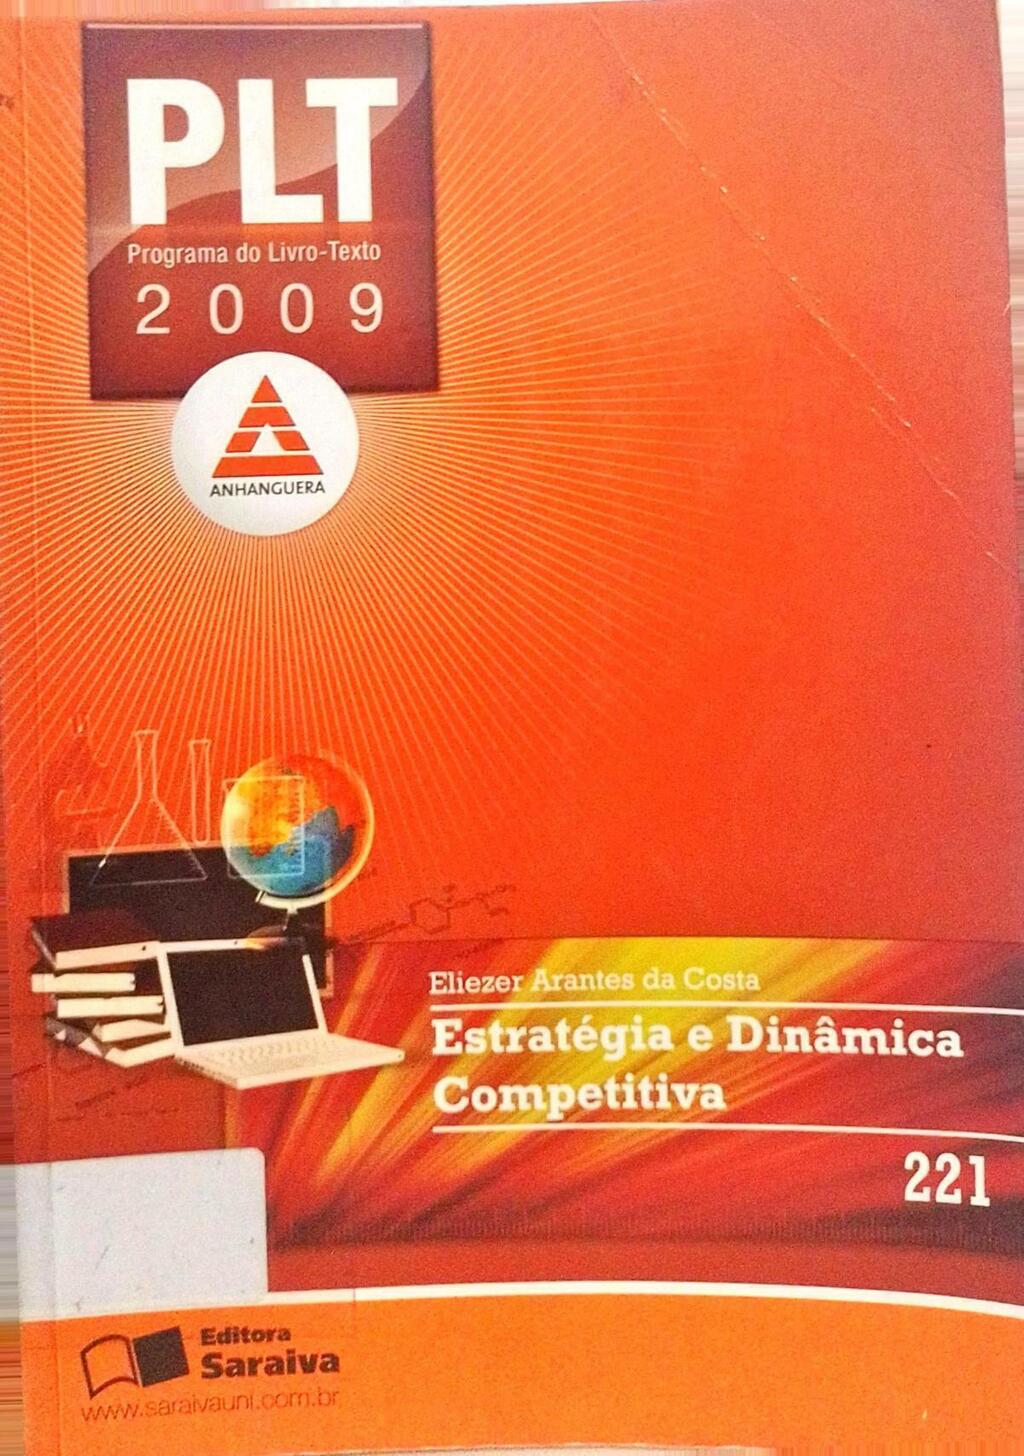 PLT
Programa do Livro-Texto
2009
ANHANGUERA
Eliezer Arantes da Costa
Estratégia e Dinâmica
Competitiva
221
Editora
Saraiva
www.saraivauni.com.br